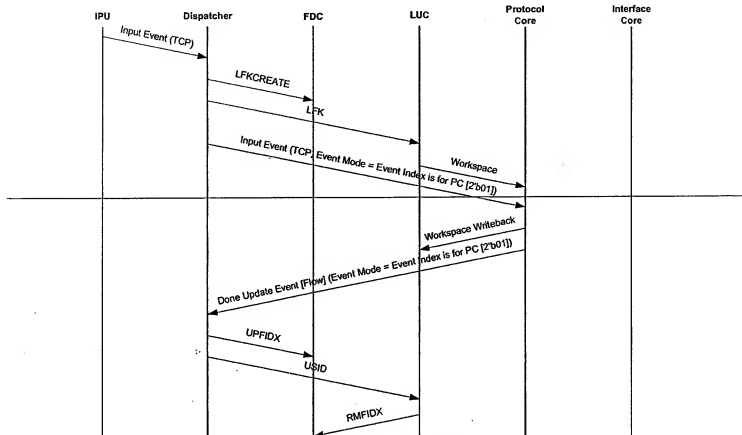 IPU
Dispatcher
FDC
LUC
Protocol
Core
Interface
Core
Input Event (TCP)
LFKCREATE
LFK
Input Event (TCP, Event Mode = Event Index is for PC [2'b01])
Workspace
Workspace Writeback
Done Update Event [Flow] (Event Mode = Event Index is for PC [2'b01])
UPFIDX
USID
RMFIDX